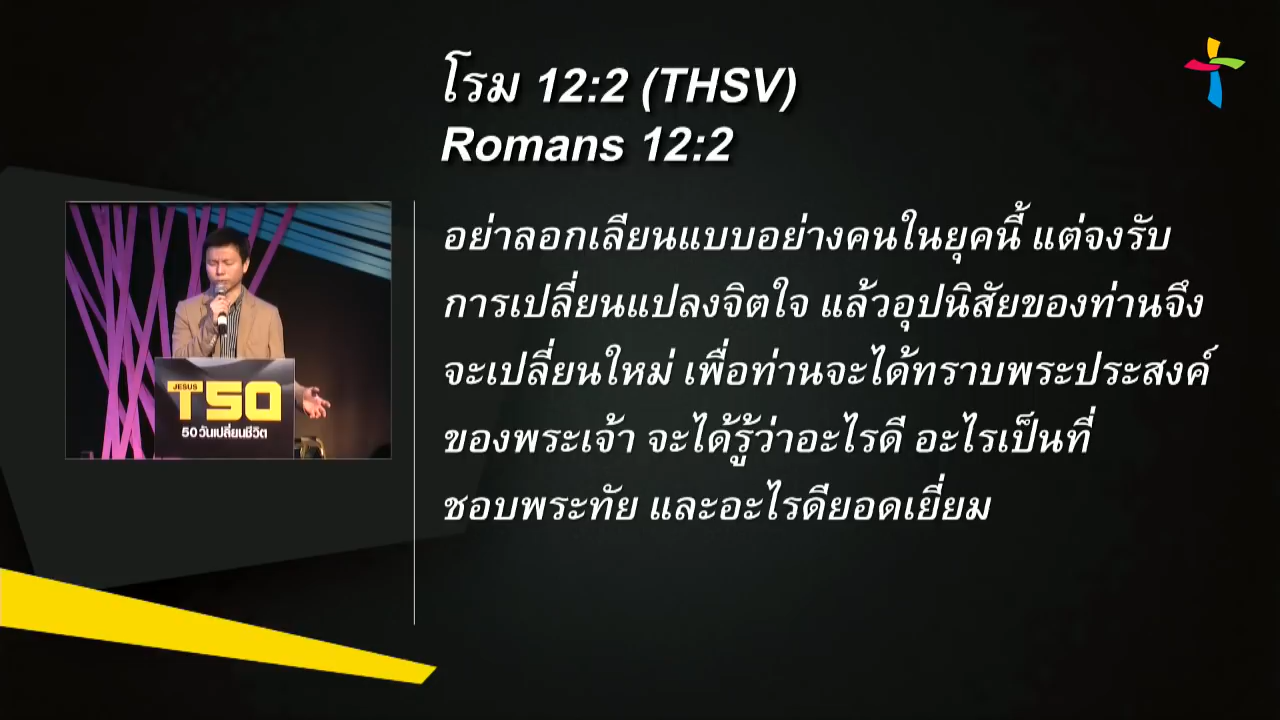 โรม 12:2 (THSV)
Romans 12:2
อย่าลอกเลียนแบบอย่างคนในยุคนี้ แต่จงรับ
การเปลี่ยนแปลงจิตใจ แล้วอุปนิสัยของท่านจึง
จะเปลี่ยนใหม่ เพื่อท่านจะได้ทราบพระประสงค์
ของพระเจ้า จะได้รู้ว่าอะไรดี อะไรเป็นที่
ชอบพระทัย และอะไรดียอดเยี่ยม
JESUS
T50
50 วันเปลี่ยนชีวิต